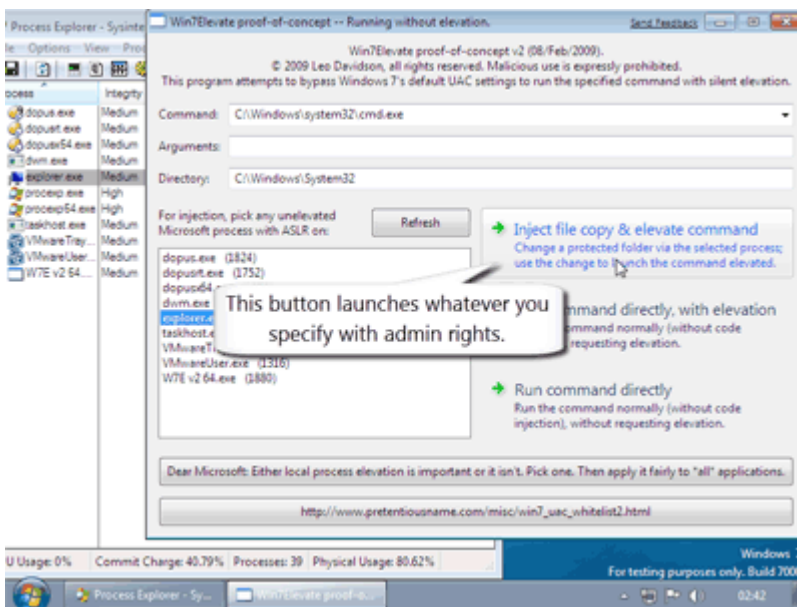 Process Explorer - Sysinte
Win7Elevate proof-of-concept -- Running without elevation.
Send Feedback
Options View Proc
Win7Elevate proof-of-concept v2 (08/Feb/2009).
© 2009 Leo Davidson, all rights reserved. Malicious use is expressly prohibited.
This program attempts to bypass Windows 7's default UAC settings to run the specified command with silent elevation.
ocess Integrity
dopus.exe Medium
dopusrt.exe Medium
dopusx64.exe Medium
dwm.exe Medium
explorer.exe Medium
procexp.exe High
procexp64.exe High
taskhost.exe Medium
VMwareTray... Medium
VMwareUser... Medium
W7E v2 64.... Medium
Command: C:\Windows\system32\cmd.exe
Arguments:
Directory: C:\Windows\System32
For injection, pick any unelevated
Microsoft process with ASLR on:
Refresh
dopus.exe (1824)
dopusrt.exe (1752)
dopusx64.e
dwm.exe
explorer.e
taskhost.e
VMwareT
VMwareUser.exe (1316)
W7E v2 64.exe (1880)
Inject file copy & elevate command
Change a protected folder via the selected process;
use the change to launch the command elevated.
This button launches whatever you
specify with admin rights.
mmand directly, with elevation
ommand normally (without code
requesting elevation.
Run command directly
Run the command normally (without code
injection), without requesting elevation.
Dear Microsoft: Either local process elevation is important or it isn't. Pick one. Then apply it fairly to *all* applications.
http://www.pretentiousname.com/misc/win7_uac_whitelist2.html
U Usage: 0% Commit Charge: 40.79% Processes: 39 Physical Usage: 80.62%
Windows
For testing purposes only. Build 700
Process Explorer - Sy...
Win7Elevate proof-o...
02:42